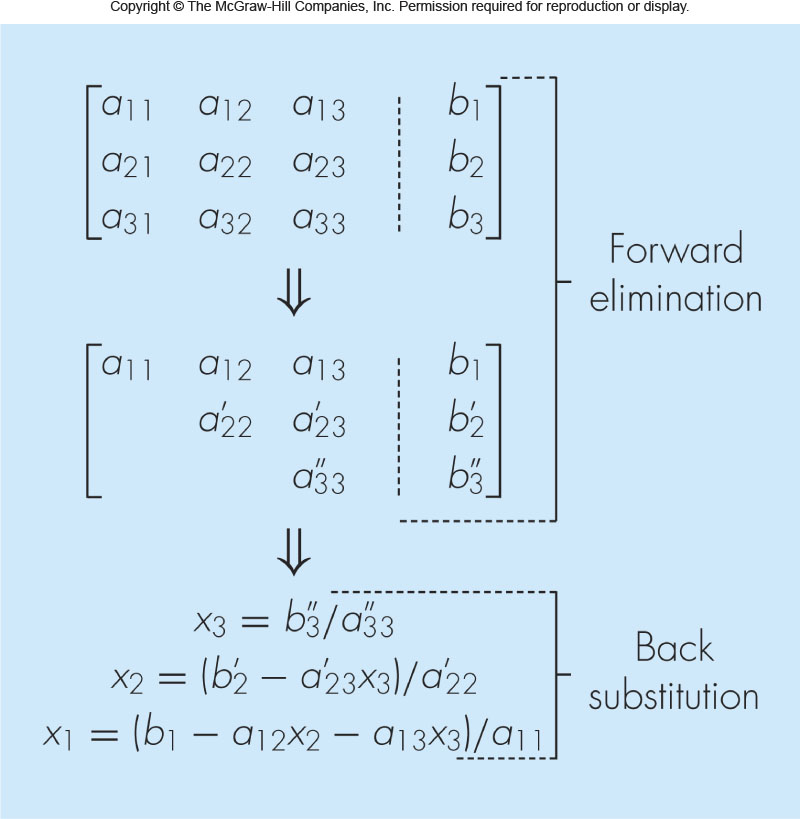 Copyright © The McGraw-Hill Companies, Inc. Permission required for reproduction or display.
a₁₁ a₁₂ a₁₃ b₁
a₂₁ a₂₂ a₂₃ b₂
a₃₁ a₃₂ a₃₃ b₃
Forward
elimination
⇓
a₁₁ a₁₂ a₁₃ b₁
a′₂₂ a′₂₃ b′₂
a″₃₃ b″₃
⇓
x₃ = b″₃/a″₃₃
x₂ = (b′₂ − a′₂₃x₃)/a′₂₂
x₁ = (b₁ − a₁₂x₂ − a₁₃x₃)/a₁₁
Back
substitution